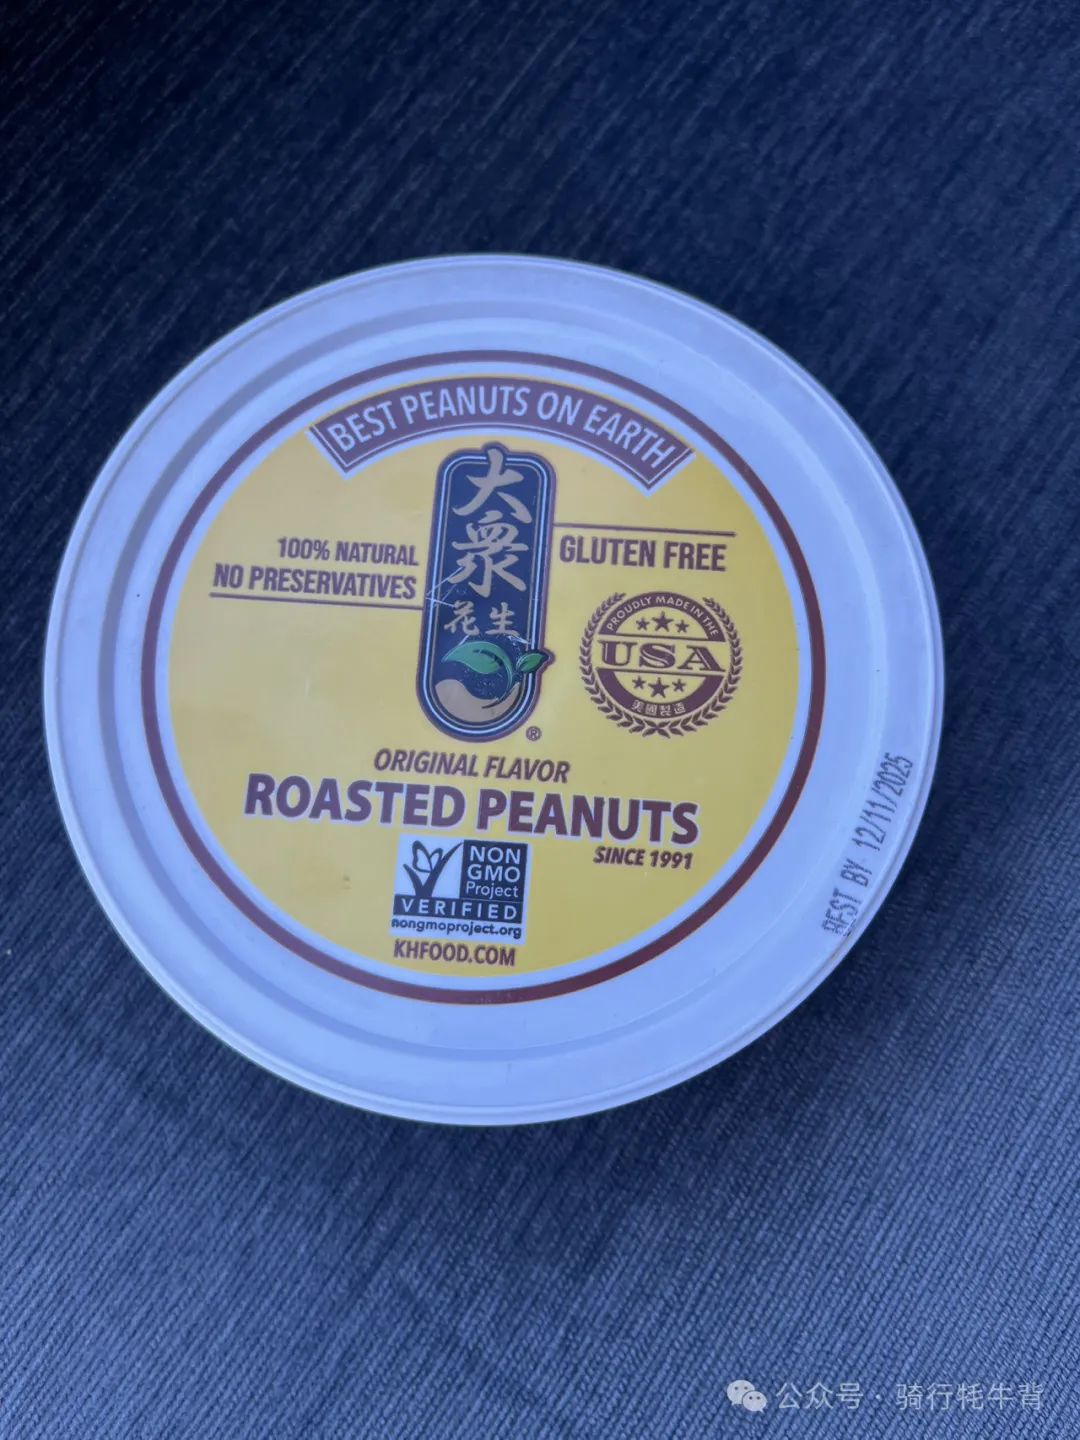 BEST PEANUTS ON EARTH
大眾
花生
100% NATURAL
NO PRESERVATIVES
GLUTEN FREE
PROUDLY MADE IN THE
USA
美國製造
®
ORIGINAL FLAVOR
ROASTED PEANUTS
SINCE 1991
NON
GMO
Project
VERIFIED
nongmoproject.org
KHFOOD.COM
BEST BY 12/11/2025
公众号 · 骑行牦牛背